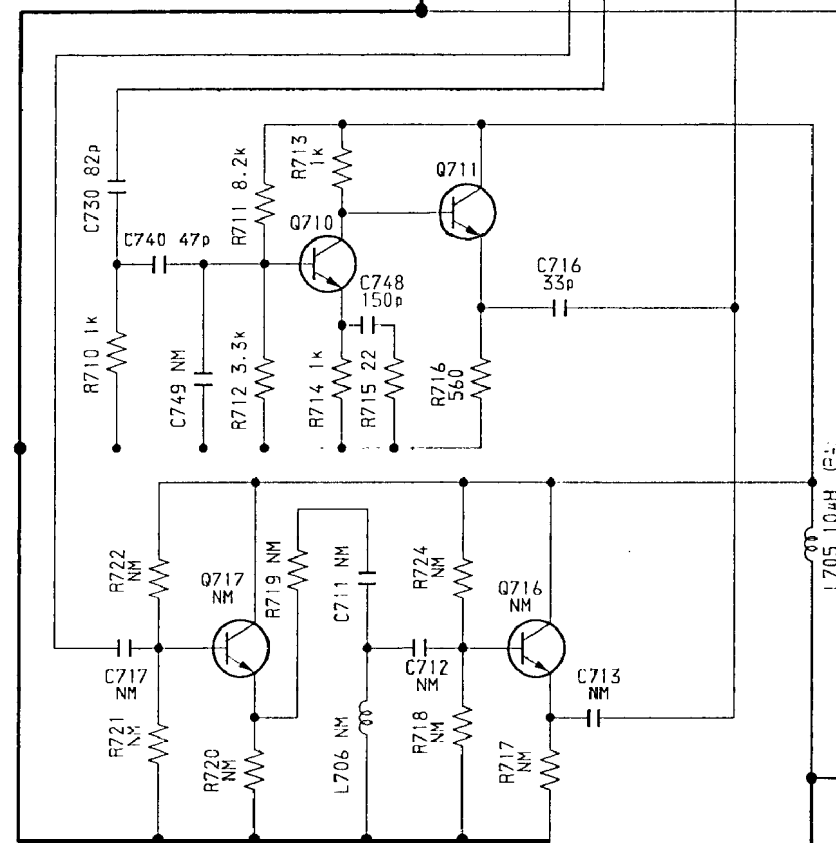 C730 82p
R711 8.2k
R713
1k
Q711
Q710
C740 47p
C748
150p
C716
33p
R710 1k
C749 NM
R712 3.3k
R714 1k
R715 22
R716
560
R722
NM
Q717
NM
R719 NM
C711 NM
R724
NM
Q716
NM
L705 10µH
C717
NM
C712
NM
C713
NM
R721
NM
R720
NM
L706 NM
R718
NM
R717
NM